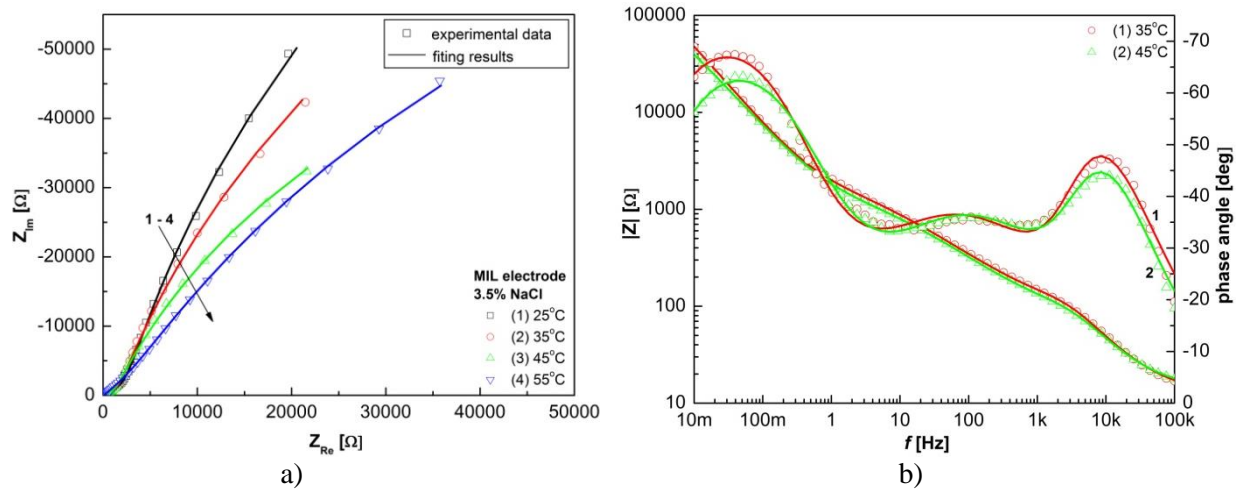 -50000
-40000
-30000
-20000
-10000
0
Z_Im [Ω]
0 10000 20000 30000 40000 50000
Z_Re [Ω]
experimental data
fiting results
1 - 4
MIL electrode
3.5% NaCl
(1) 25°C
(2) 35°C
(3) 45°C
(4) 55°C
a)
100000
10000
1000
100
10
|Z| [Ω]
10m 100m 1 10 100 1k 10k 100k
f [Hz]
(1) 35°C
(2) 45°C
1
2
-70
-60
-50
-40
-30
-20
-10
0
phase angle [deg]
b)